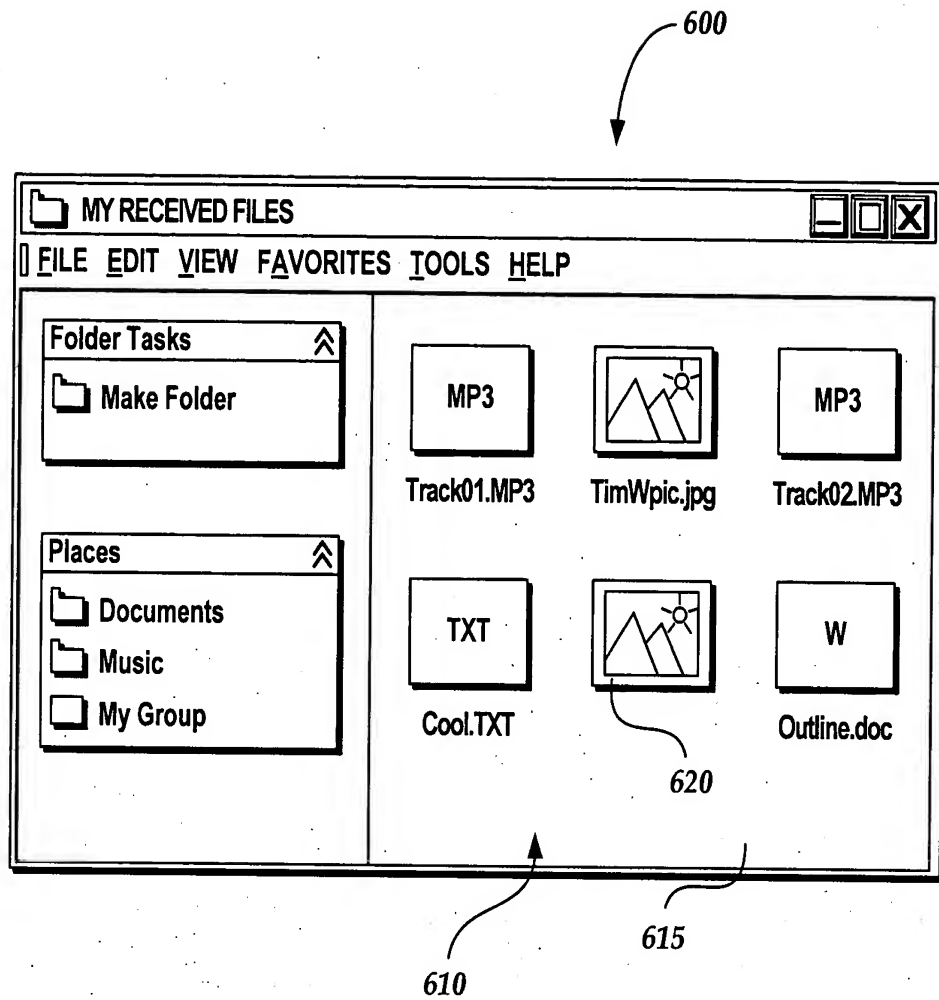 600
MY RECEIVED FILES
FILE EDIT VIEW FAVORITES TOOLS HELP
Folder Tasks
Make Folder
Places
Documents
Music
My Group
MP3
MP3
Track01.MP3 TimWpic.jpg Track02.MP3
TXT
W
Cool.TXT
Outline.doc
620
615
610